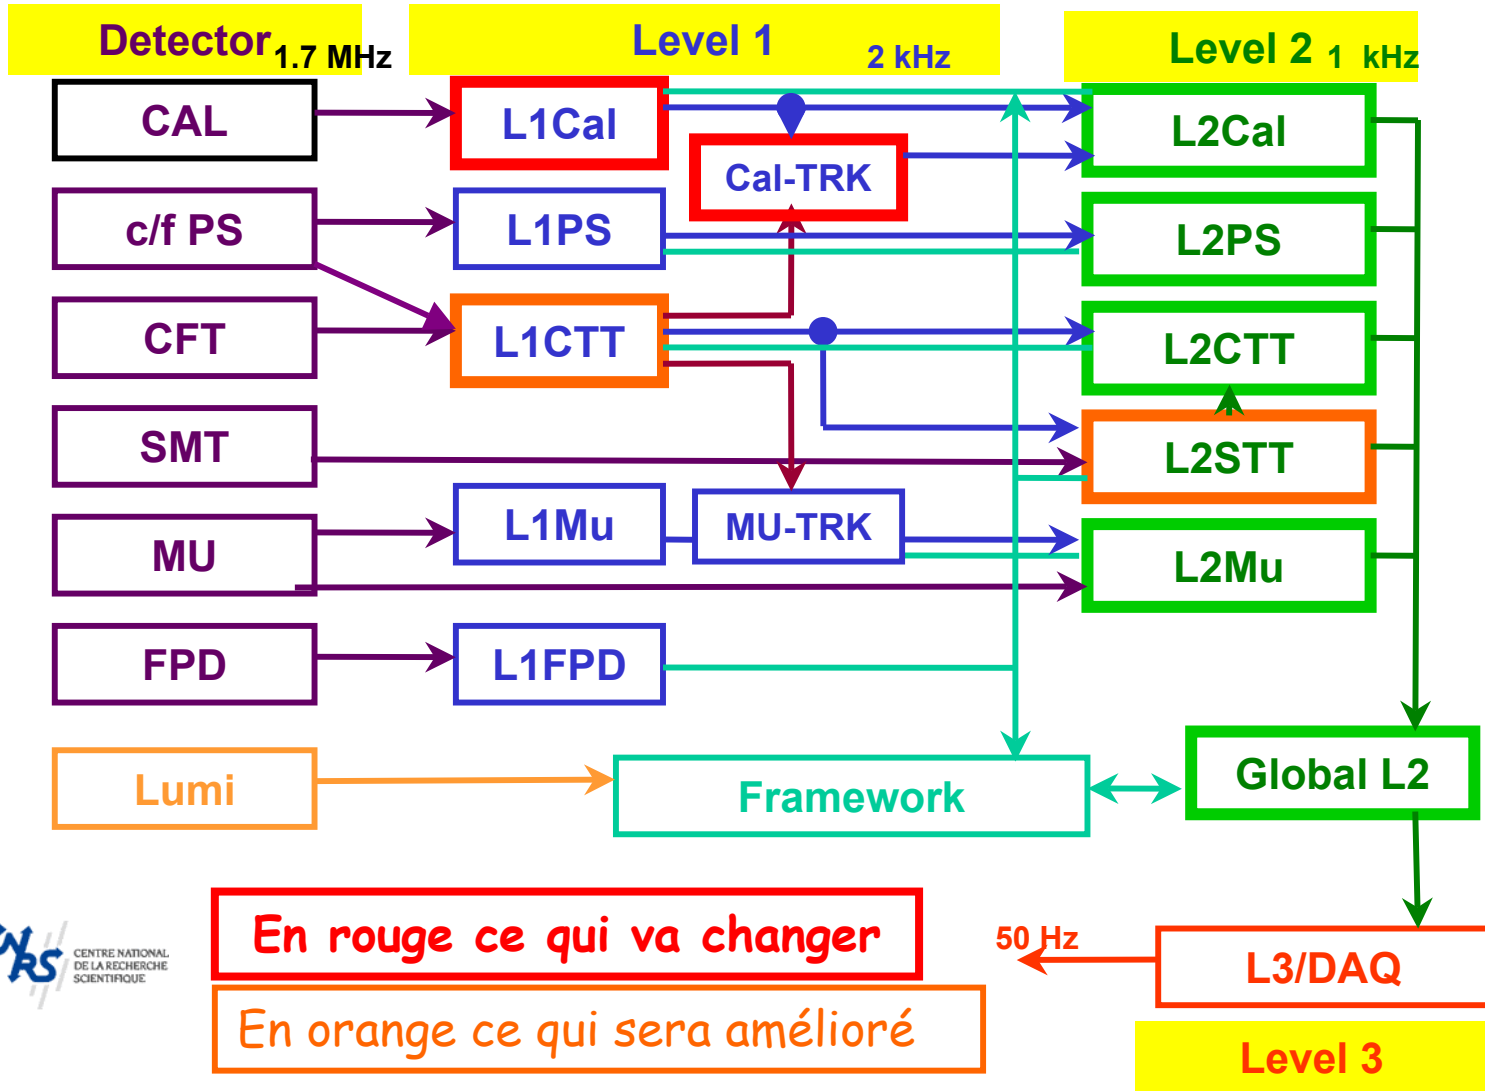 Detector 1.7 MHz Level 1 2 kHz Level 2 1 kHz
CAL L1Cal L2Cal
Cal-TRK
c/f PS L1PS L2PS
CFT L1CTT L2CTT
SMT L2STT
MU L1Mu MU-TRK L2Mu
FPD L1FPD
Lumi Framework Global L2
En rouge ce qui va changer
En orange ce qui sera amélioré
50 Hz L3/DAQ
Level 3
CENTRE NATIONAL
DE LA RECHERCHE
SCIENTIFIQUE